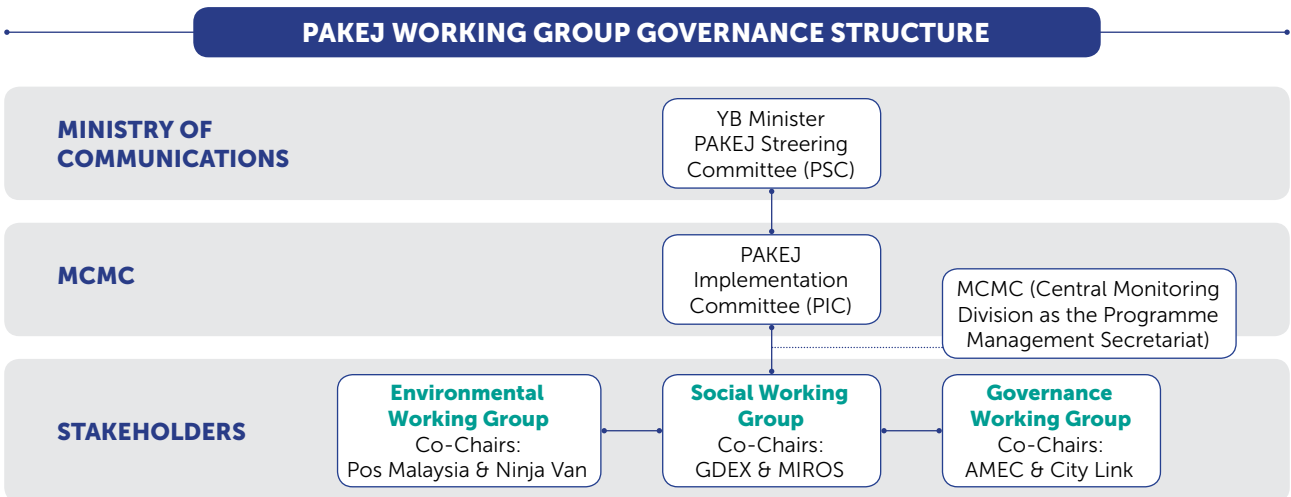 PAKEJ WORKING GROUP GOVERNANCE STRUCTURE
MINISTRY OF
COMMUNICATIONS
YB Minister
PAKEJ Streering
Committee (PSC)
MCMC
PAKEJ
Implementation
Committee (PIC)
MCMC (Central Monitoring
Division as the Programme
Management Secretariat)
STAKEHOLDERS
Environmental
Working Group
Co-Chairs:
Pos Malaysia & Ninja Van
Social Working
Group
Co-Chairs:
GDEX & MIROS
Governance
Working Group
Co-Chairs:
AMEC & City Link